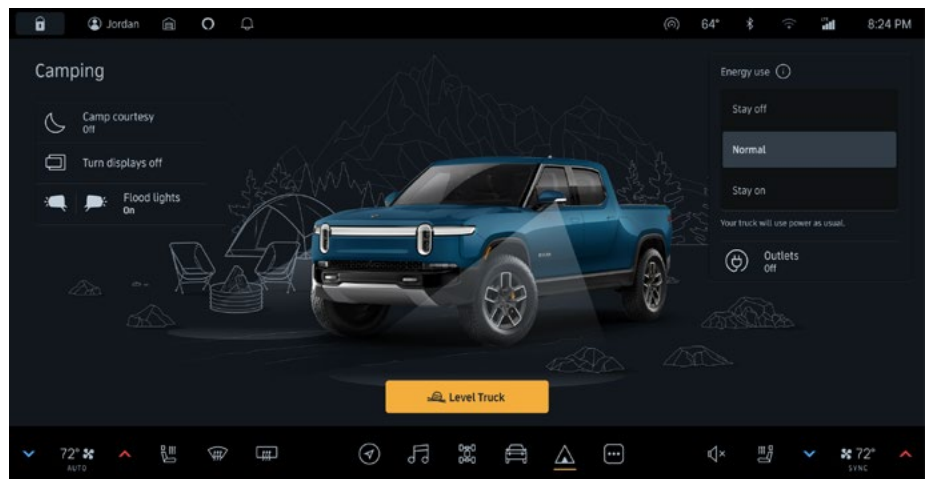 Jordan
64°
LTE
8:24 PM
Camping
Camp courtesy
Off
Turn displays off
Flood lights
On
Energy use
Stay off
Normal
Stay on
Your truck will use power as usual.
Outlets
Off
Level Truck
72°
AUTO
72°
SYNC